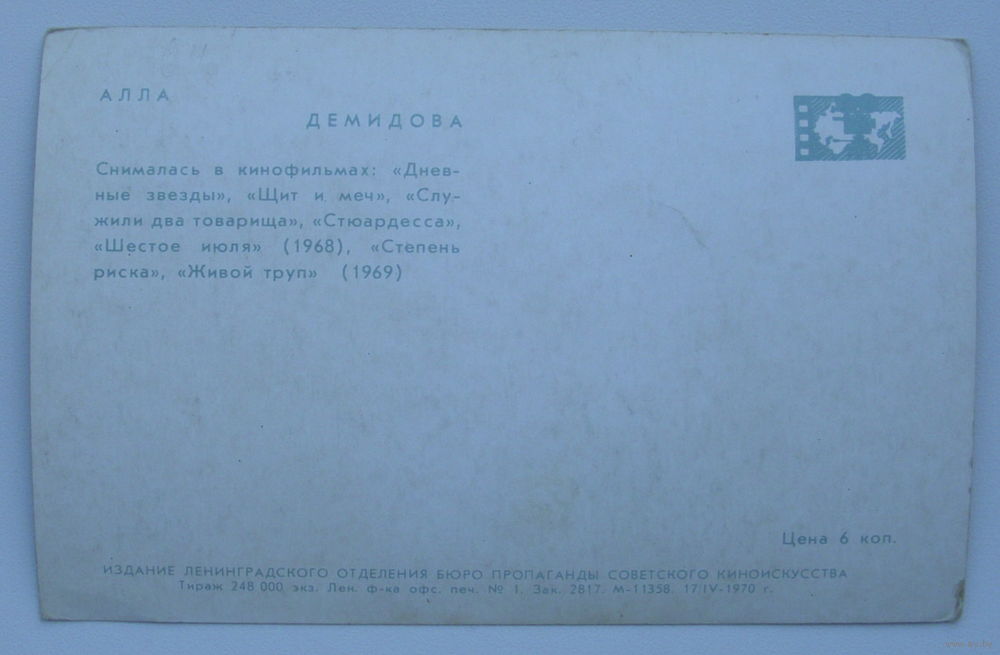 АЛЛА
ДЕМИДОВА
Снималась в кинофильмах: «Днев-
ные звезды», «Щит и меч», «Слу-
жили два товарища», «Стюардесса»,
«Шестое июля» (1968), «Степень
риска», «Живой труп» (1969)
Цена 6 коп.
ИЗДАНИЕ ЛЕНИНГРАДСКОГО ОТДЕЛЕНИЯ БЮРО ПРОПАГАНДЫ СОВЕТСКОГО КИНОИСКУССТВА
Тираж 248 000 экз. Лен. ф-ка офс. печ. № 1. Зак. 2817. М-11358. 17/IV-1970 г.